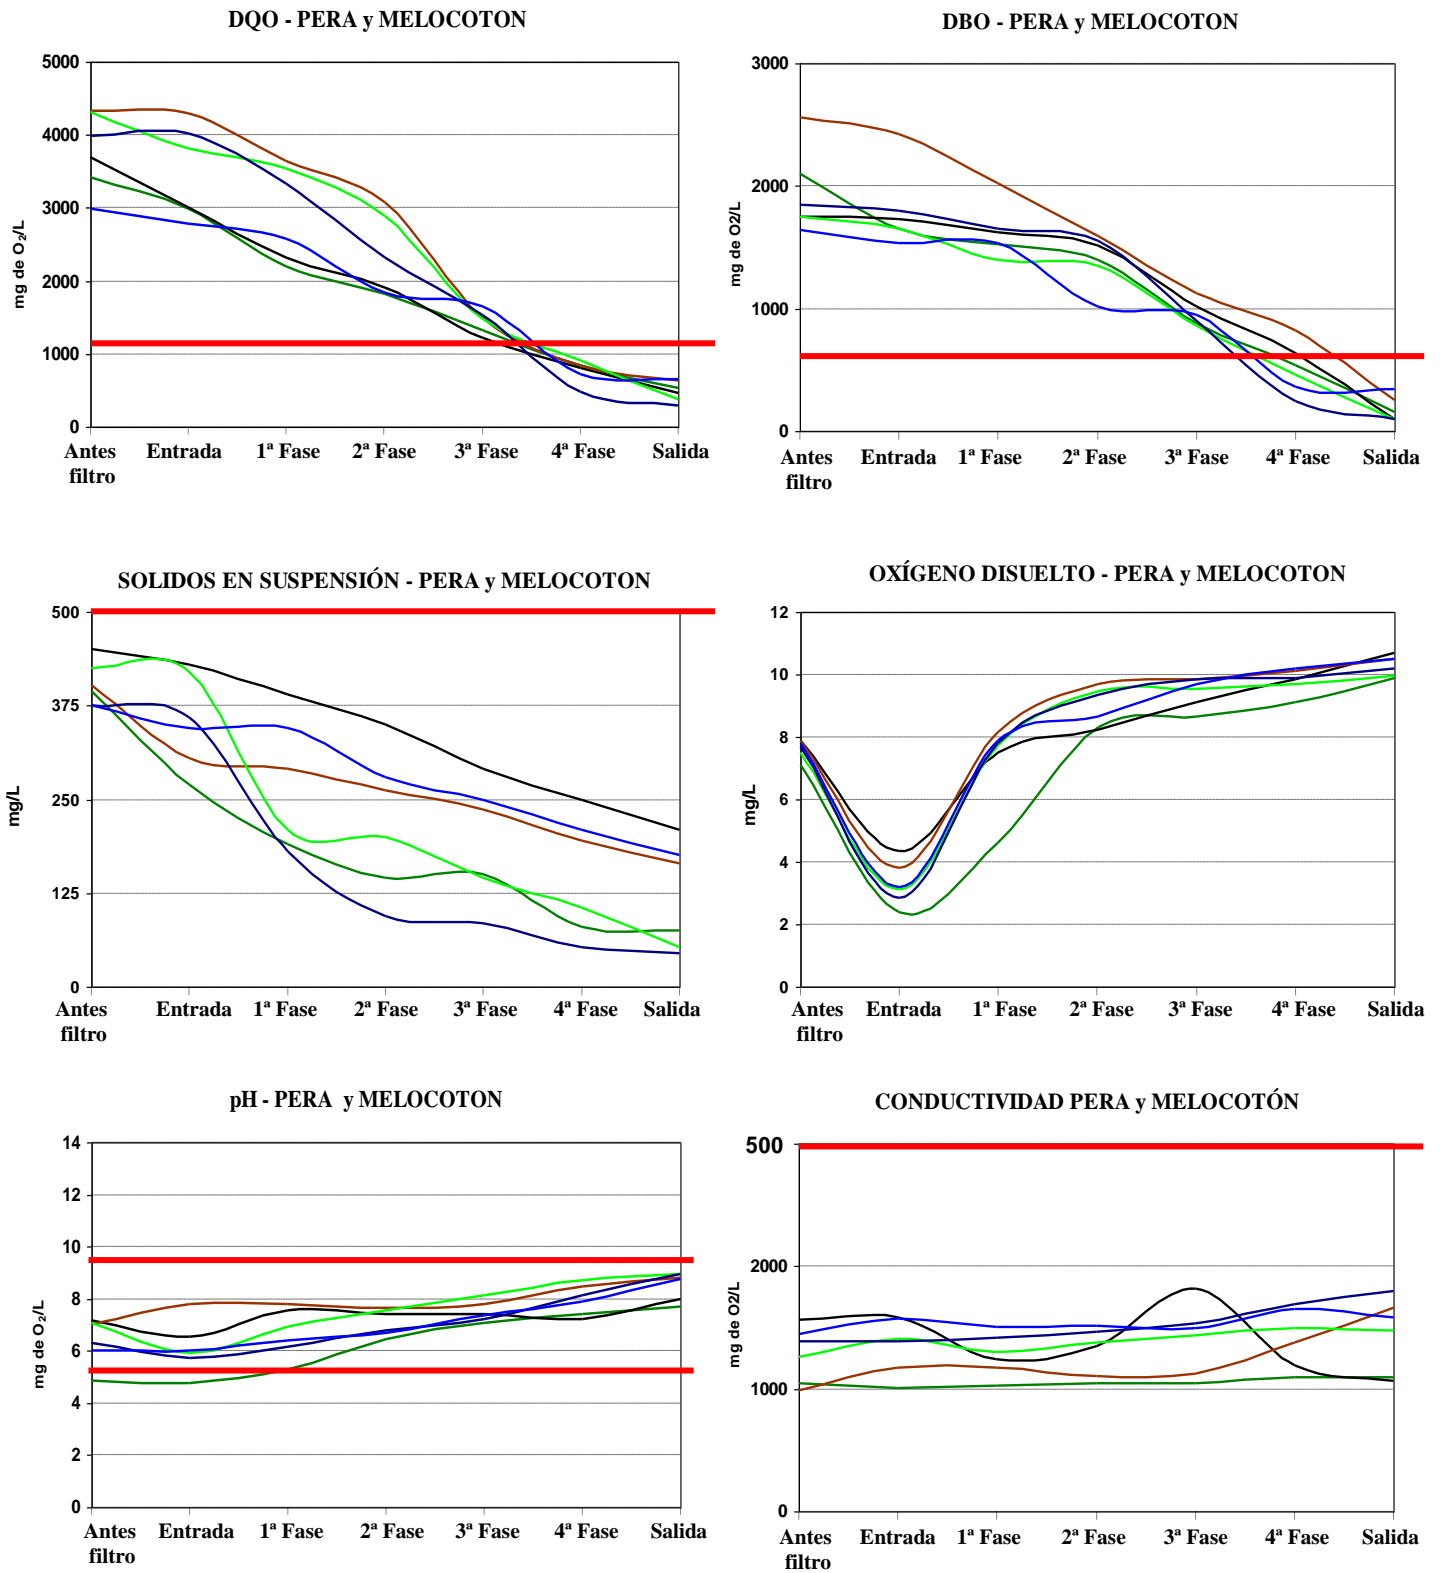 DQO - PERA y MELOCOTON
5000
4000
3000
2000
1000
0
mg de O₂/L
Antes filtro
Entrada
1ª Fase
2ª Fase
3ª Fase
4ª Fase
Salida
DBO - PERA y MELOCOTON
3000
2000
1000
0
mg de O2/L
Antes filtro
Entrada
1ª Fase
2ª Fase
3ª Fase
4ª Fase
Salida
SOLIDOS EN SUSPENSIÓN - PERA y MELOCOTON
500
375
250
125
0
mg/L
Antes filtro
Entrada
1ª Fase
2ª Fase
3ª Fase
4ª Fase
Salida
OXÍGENO DISUELTO - PERA y MELOCOTON
12
10
8
6
4
2
0
mg/L
Antes filtro
Entrada
1ª Fase
2ª Fase
3ª Fase
4ª Fase
Salida
pH - PERA y MELOCOTON
14
12
10
8
6
4
2
0
mg de O₂/L
Antes filtro
Entrada
1ª Fase
2ª Fase
3ª Fase
4ª Fase
Salida
CONDUCTIVIDAD PERA y MELOCOTÓN
500
2000
1000
0
mg de O2/L
Antes filtro
Entrada
1ª Fase
2ª Fase
3ª Fase
4ª Fase
Salida